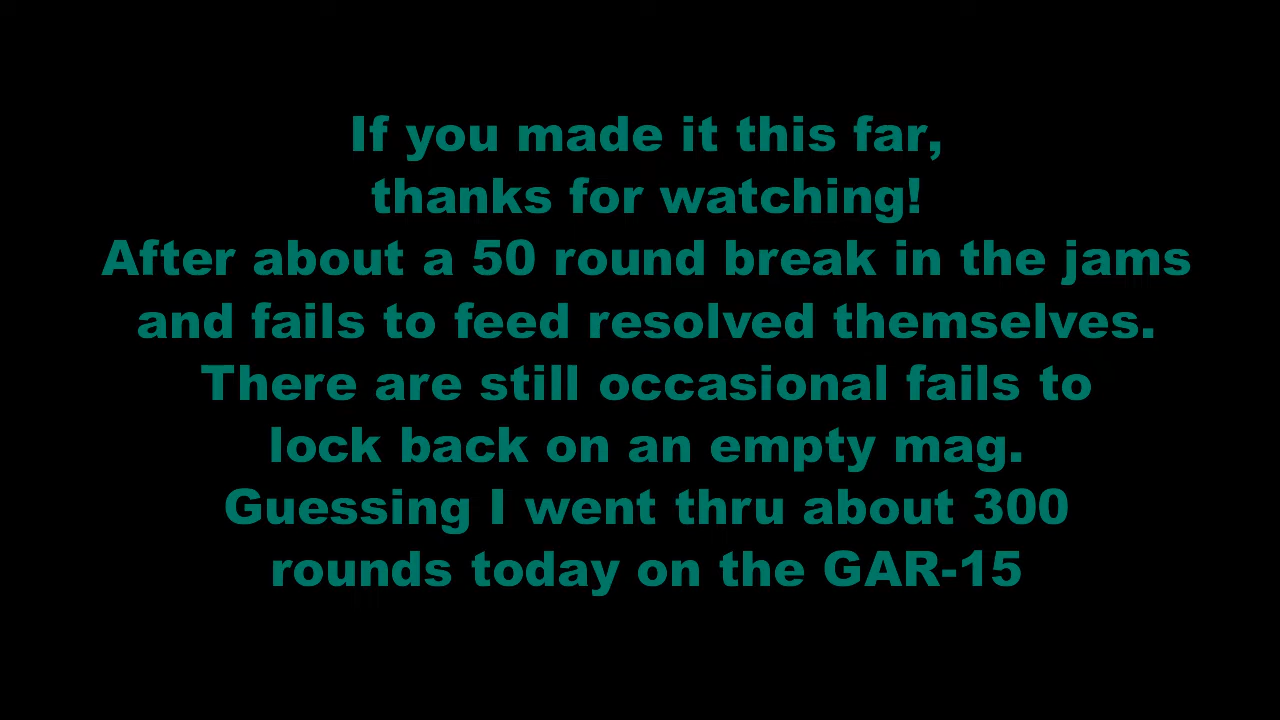 If you made it this far,
thanks for watching!
After about a 50 round break in the jams
and fails to feed resolved themselves.
There are still occasional fails to
lock back on an empty mag.
Guessing I went thru about 300
rounds today on the GAR-15